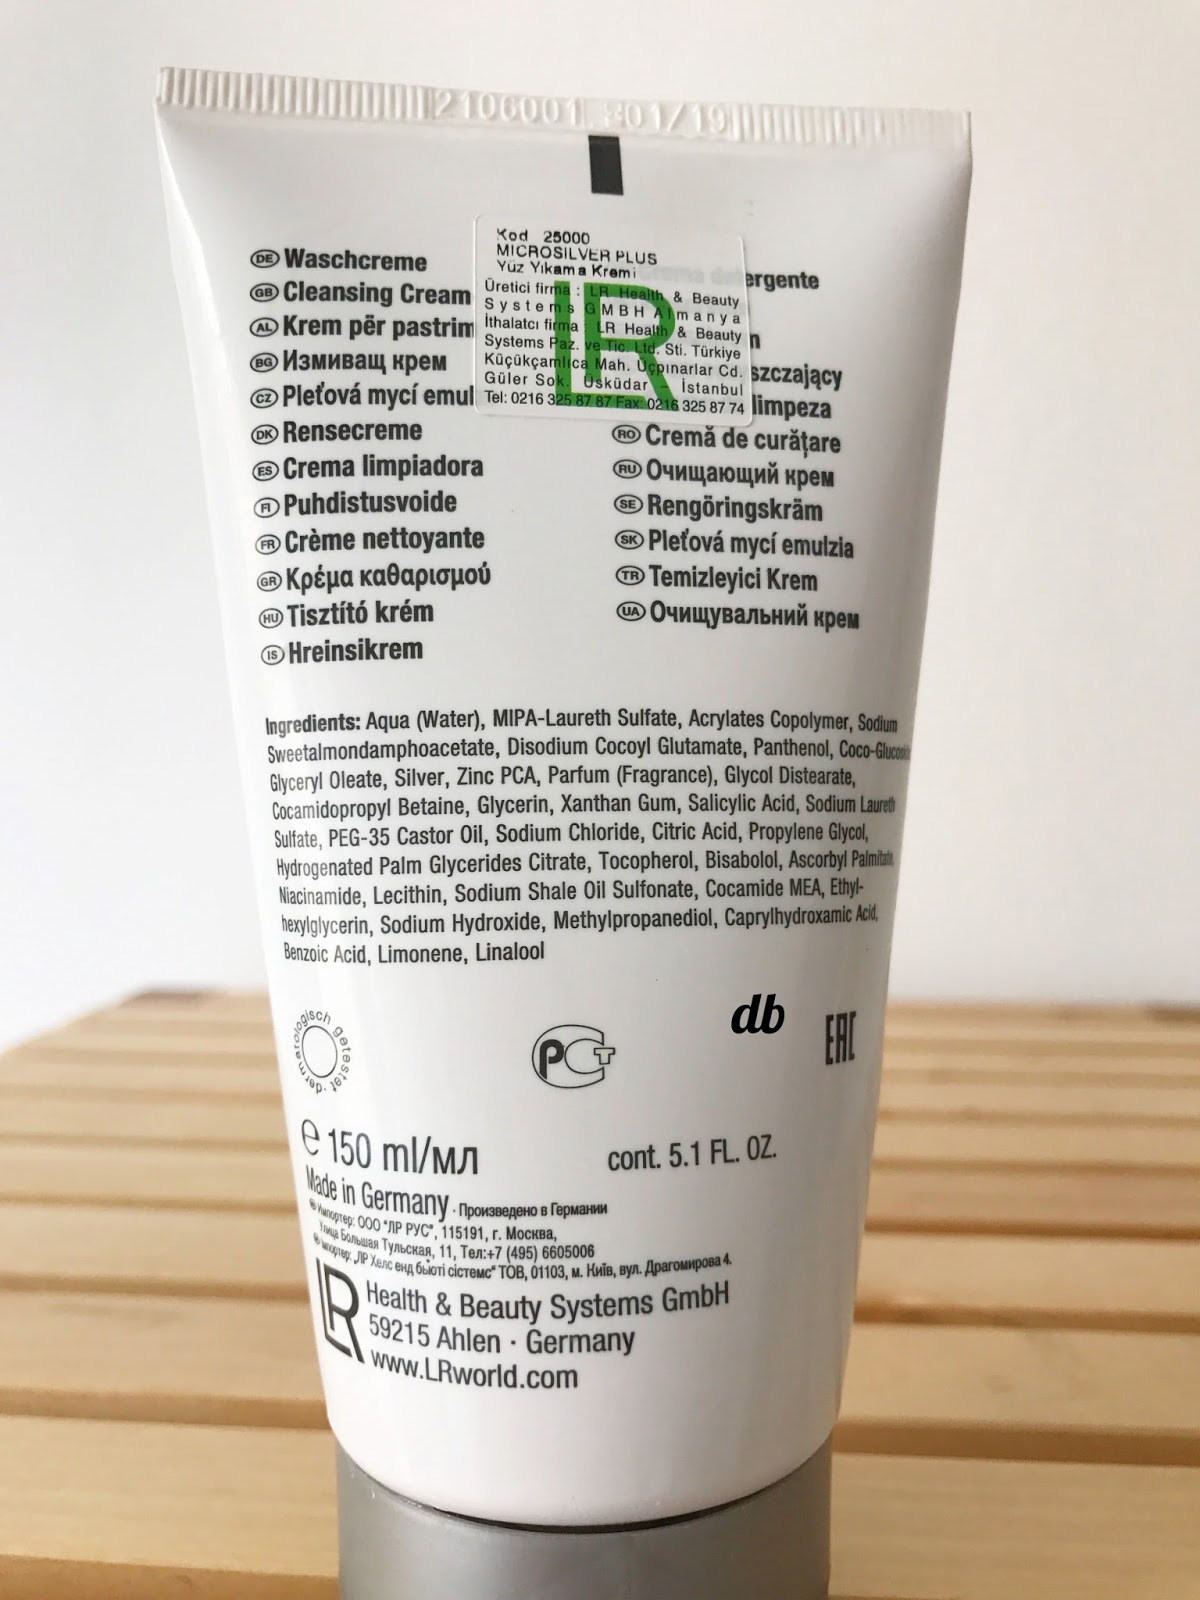 2106001 01/19
Kod 25000
MICROSILVER PLUS
Yüz Yıkama Kremi
Üretici firma : LR Health & Beauty
Systems GMBH Almanya
İthalatcı firma : LR Health & Beauty
Systems Paz. ve Tic. Ltd. Sti. Türkiye
Küçükçamlıca Mah. Üçpınarlar Cd.
Güler Sok. Üsküdar – İstanbul
Tel: 0216 325 87 87 Fax: 0216 325 87 74
LR
DE Waschcreme
GB Cleansing Cream
AL Krem për pastrim
BG Измиващ крем
CZ Pleťová mycí emul
DK Rensecreme
ES Crema limpiadora
FI Puhdistusvoide
FR Crème nettoyante
GR Κρέμα καθαρισμού
HU Tisztító krém
IS Hreinsikrem
Crema detergente
szczający
limpeza
RO Cremă de curățare
RU Очищающий крем
SE Rengöringskräm
SK Pleťová mycí emulzia
TR Temizleyici Krem
UA Очищувальний крем
Ingredients: Aqua (Water), MIPA-Laureth Sulfate, Acrylates Copolymer, Sodium
Sweetalmondamphoacetate, Disodium Cocoyl Glutamate, Panthenol, Coco-Glucoside
Glyceryl Oleate, Silver, Zinc PCA, Parfum (Fragrance), Glycol Distearate,
Cocamidopropyl Betaine, Glycerin, Xanthan Gum, Salicylic Acid, Sodium Laureth
Sulfate, PEG-35 Castor Oil, Sodium Chloride, Citric Acid, Propylene Glycol,
Hydrogenated Palm Glycerides Citrate, Tocopherol, Bisabolol, Ascorbyl Palmitate,
Niacinamide, Lecithin, Sodium Shale Oil Sulfonate, Cocamide MEA, Ethyl-
hexylglycerin, Sodium Hydroxide, Methylpropanediol, Caprylhydroxamic Acid,
Benzoic Acid, Limonene, Linalool
dermatologisch getestet
РСТ
db
EAC
e 150 ml/мл
cont. 5.1 FL. OZ.
Made in Germany · Произведено в Германии
Импортер: ООО "ЛР РУС", 115191, г. Москва,
Улица Большая Тульская, 11, Тел:+7 (495) 6605006
Імпортер: „ЛР Хелс енд бьюті сістемс“ ТОВ, 01103, м. Київ, вул. Драгомирова 4.
LR Health & Beauty Systems GmbH
59215 Ahlen · Germany
www.LRworld.com